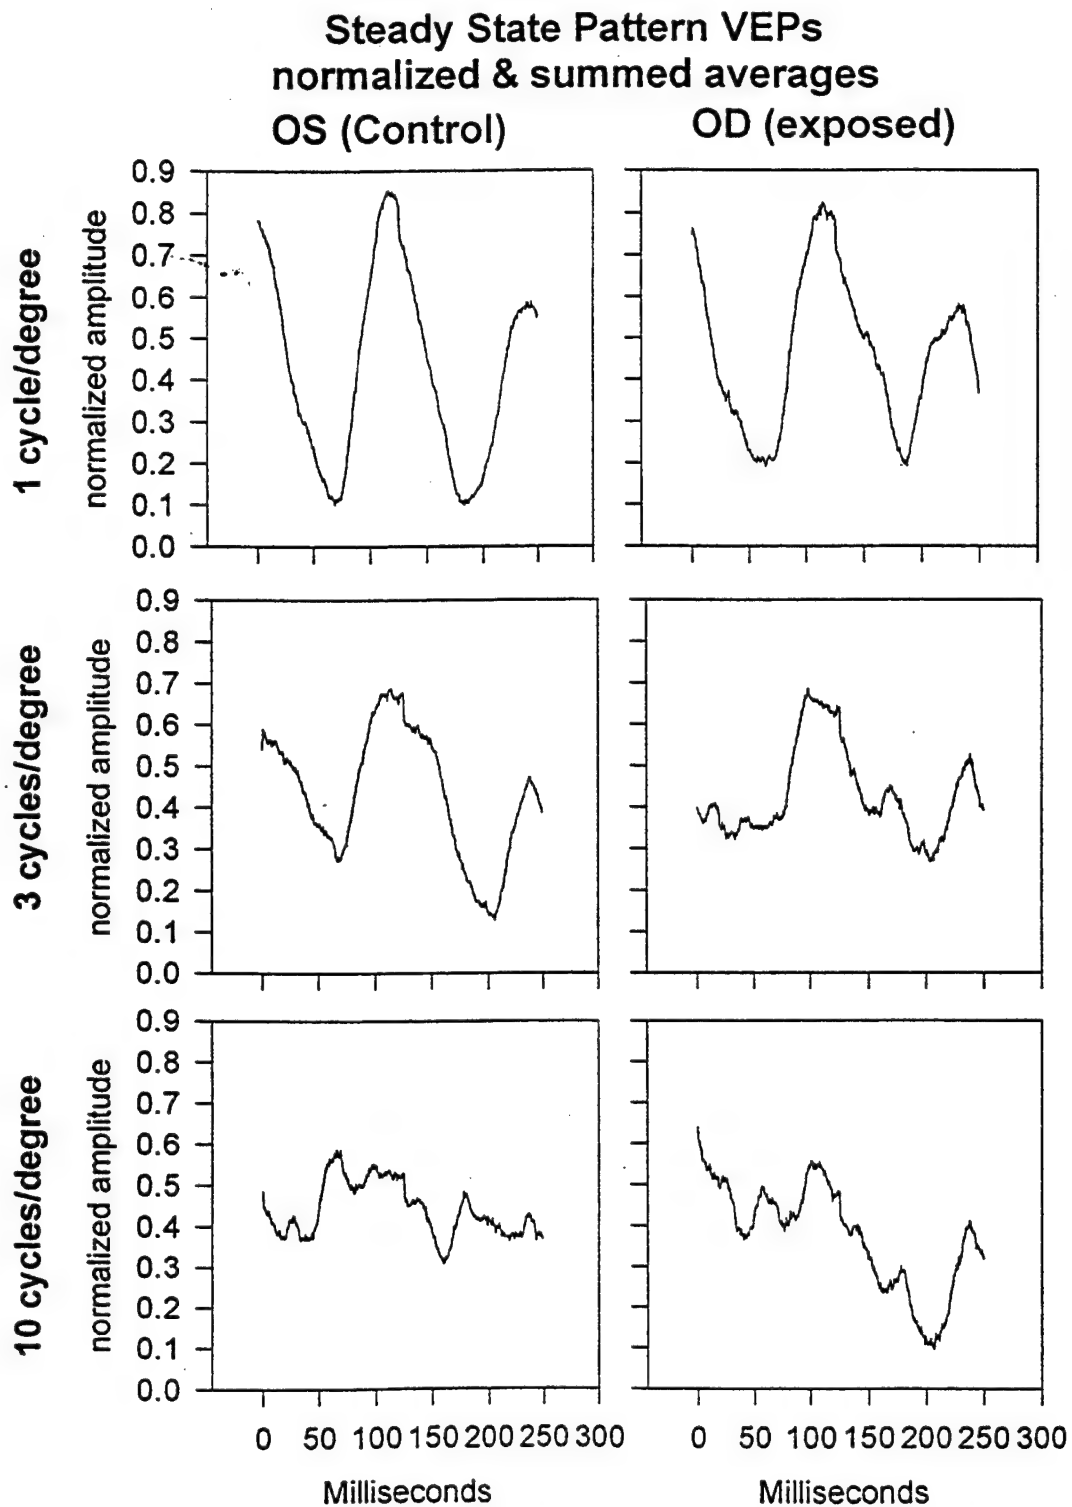 Steady State Pattern VEPs
normalized & summed averages
OS (Control)
OD (exposed)
1 cycle/degree
normalized amplitude
0.9
0.8
0.7
0.6
0.5
0.4
0.3
0.2
0.1
0.0
3 cycles/degree
normalized amplitude
0.9
0.8
0.7
0.6
0.5
0.4
0.3
0.2
0.1
0.0
10 cycles/degree
normalized amplitude
0.9
0.8
0.7
0.6
0.5
0.4
0.3
0.2
0.1
0.0
0 50 100 150 200 250 300
0 50 100 150 200 250 300
Milliseconds
Milliseconds